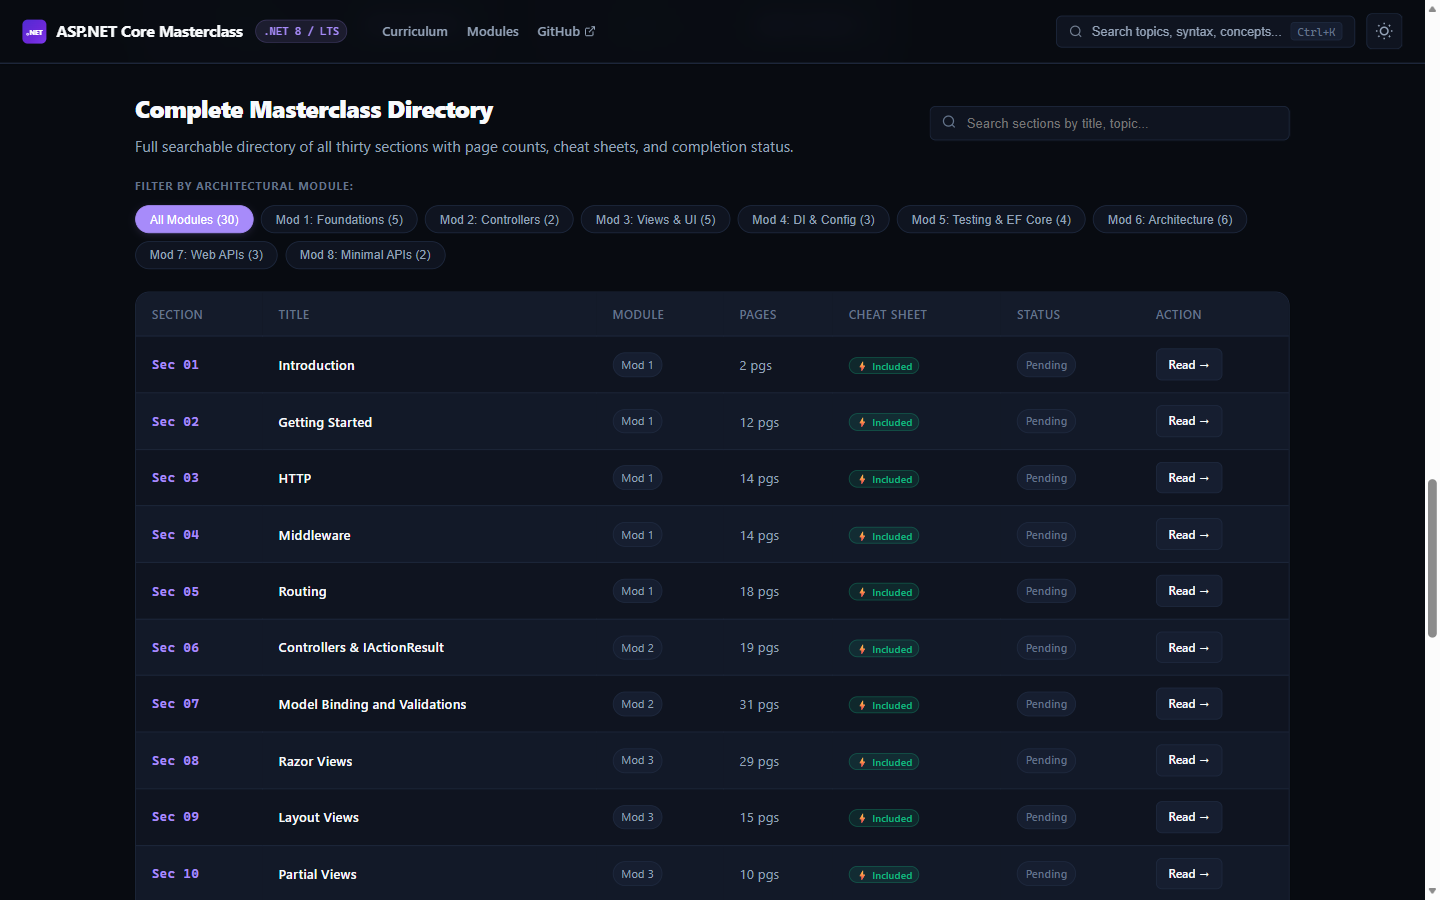 .NET ASP.NET Core Masterclass .NET 8 / LTS Curriculum Modules GitHub Search topics, syntax, concepts... Ctrl+K
Complete Masterclass Directory
Search sections by title, topic...
Full searchable directory of all thirty sections with page counts, cheat sheets, and completion status.
FILTER BY ARCHITECTURAL MODULE:
All Modules (30) Mod 1: Foundations (5) Mod 2: Controllers (2) Mod 3: Views & UI (5) Mod 4: DI & Config (3) Mod 5: Testing & EF Core (4) Mod 6: Architecture (6)
Mod 7: Web APIs (3) Mod 8: Minimal APIs (2)
SECTION TITLE MODULE PAGES CHEAT SHEET STATUS ACTION
Sec 01 Introduction Mod 1 2 pgs Included Pending Read →
Sec 02 Getting Started Mod 1 12 pgs Included Pending Read →
Sec 03 HTTP Mod 1 14 pgs Included Pending Read →
Sec 04 Middleware Mod 1 14 pgs Included Pending Read →
Sec 05 Routing Mod 1 18 pgs Included Pending Read →
Sec 06 Controllers & IActionResult Mod 2 19 pgs Included Pending Read →
Sec 07 Model Binding and Validations Mod 2 31 pgs Included Pending Read →
Sec 08 Razor Views Mod 3 29 pgs Included Pending Read →
Sec 09 Layout Views Mod 3 15 pgs Included Pending Read →
Sec 10 Partial Views Mod 3 10 pgs Included Pending Read →